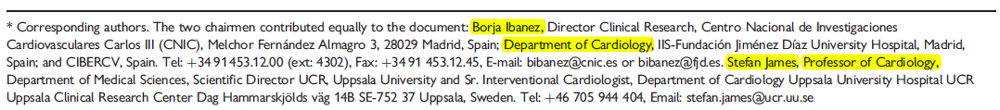 * Corresponding authors. The two chairmen contributed equally to the document: Borja Ibanez, Director Clinical Research, Centro Nacional de Investigaciones
Cardiovasculares Carlos III (CNIC), Melchor Fernández Almagro 3, 28029 Madrid, Spain; Department of Cardiology, IIS-Fundación Jiménez Díaz University Hospital, Madrid,
Spain; and CIBERCV, Spain. Tel: +34 91 453.12.00 (ext: 4302), Fax: +34 91 453.12.45, E-mail: bibanez@cnic.es or bibanez@fjd.es. Stefan James, Professor of Cardiology,
Department of Medical Sciences, Scientific Director UCR, Uppsala University and Sr. Interventional Cardiologist, Department of Cardiology Uppsala University Hospital UCR
Uppsala Clinical Research Center Dag Hammarskjölds väg 14B SE-752 37 Uppsala, Sweden. Tel: +46 705 944 404, Email: stefan.james@ucr.uu.se